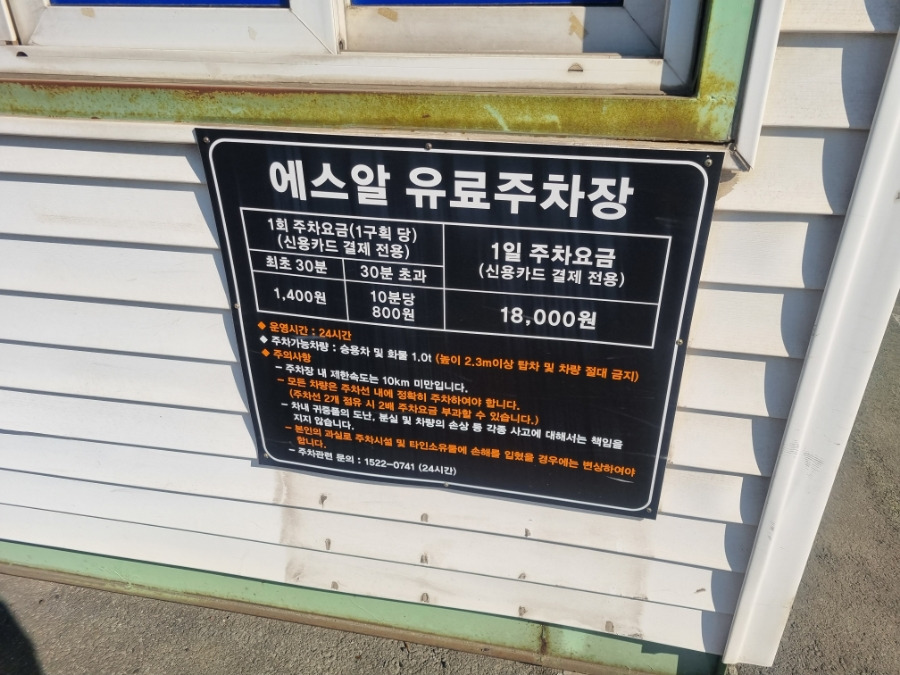 에스알 유료주차장
1회 주차요금(1구획 당)
(신용카드 결제 전용)
최초 30분
30분 초과
1,400원
10분당
800원
1일 주차요금
(신용카드 결제 전용)
18,000원
◆ 운영시간 : 24시간
◆ 주차가능차량 : 승용차 및 화물 1.0t (높이 2.3m이상 탑차 및 차량 절대 금지)
◆ 주의사항
– 주차장 내 제한속도는 10km 미만입니다.
– 모든 차량은 주차선 내에 정확히 주차하여야 합니다.
(주차선 2개 점유 시 2배 주차요금 부과할 수 있습니다.)
– 차내 귀중품의 도난, 분실 및 차량의 손상 등 각종 사고에 대해서는 책임을
지지 않습니다.
– 본인의 과실로 주차시설 및 타인소유물에 손해를 입혔을 경우에는 변상하여야
합니다.
– 주차관련 문의 : 1522–0741 (24시간)